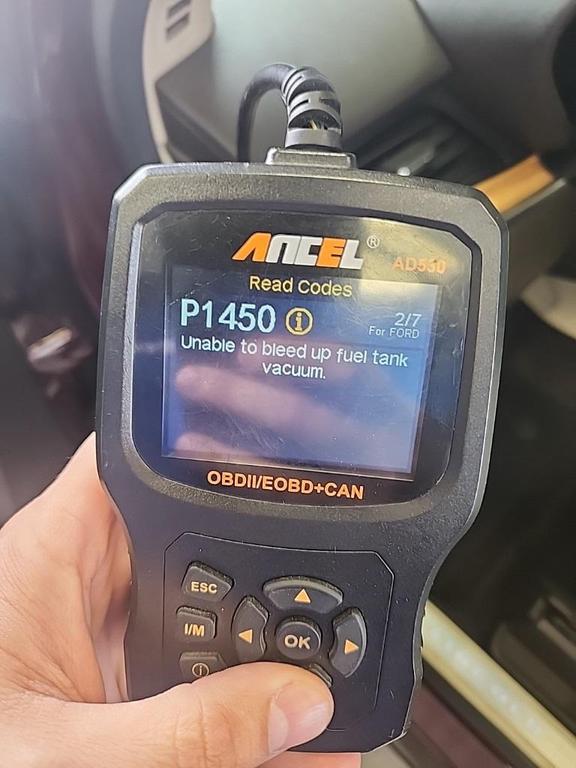 ANCEL®
AD530
Read Codes
P1450
2/7
For FORD
Unable to bleed up fuel tank
vacuum.
OBDII/EOBD+CAN
ESC
I/M
OK